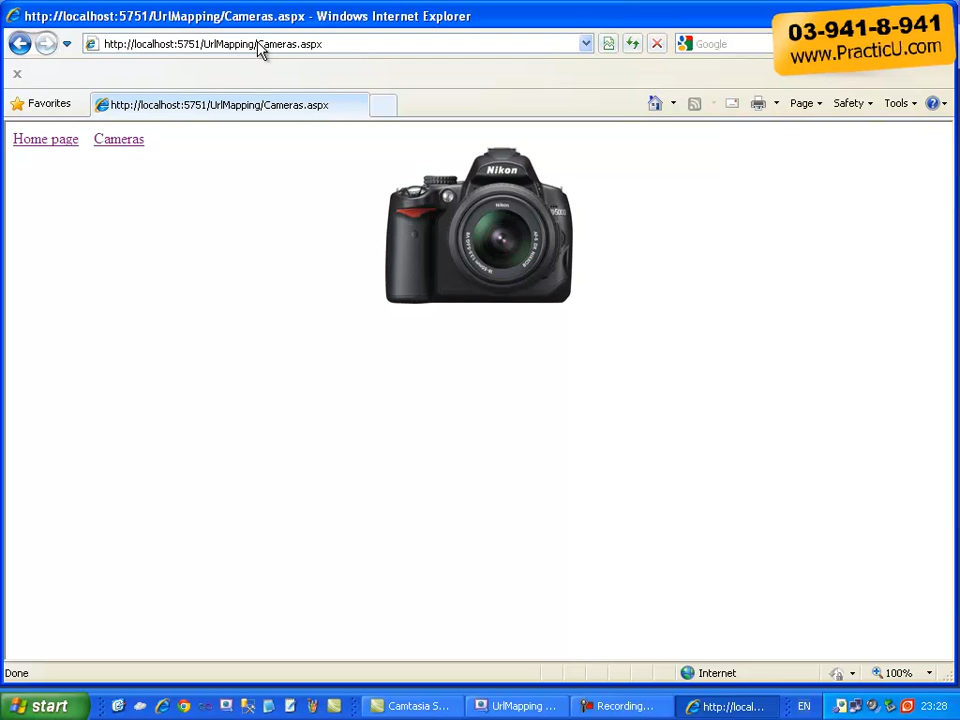 http://localhost:5751/UrlMapping/Cameras.aspx - Windows Internet Explorer
03-941-8-941
www.PracticU.com
http://localhost:5751/UrlMapping/Cameras.aspx
Google
Favorites
http://localhost:5751/UrlMapping/Cameras.aspx
Page
Safety
Tools
Home page
Cameras
Nikon
Nikon
Done
Internet
100%
start
Camtasia S...
UrlMapping ...
Recording...
http://local...
EN
23:28